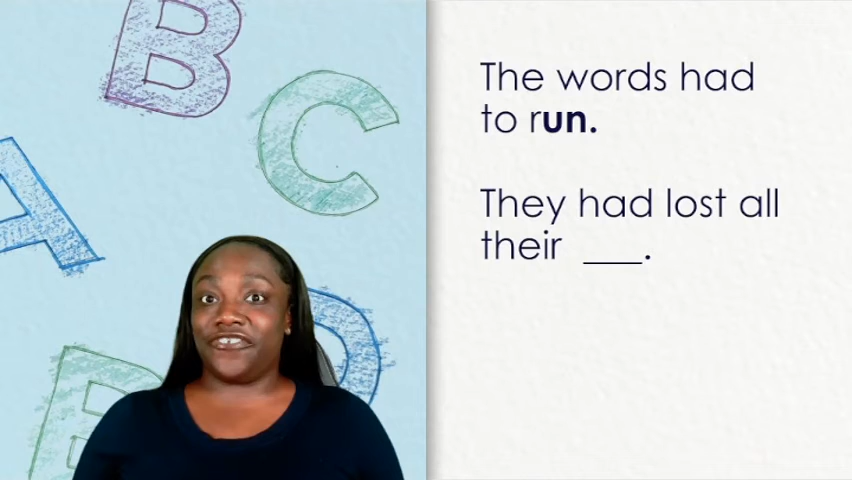 B
C
A
D
E
The words had
to run.
They had lost all
their ___.